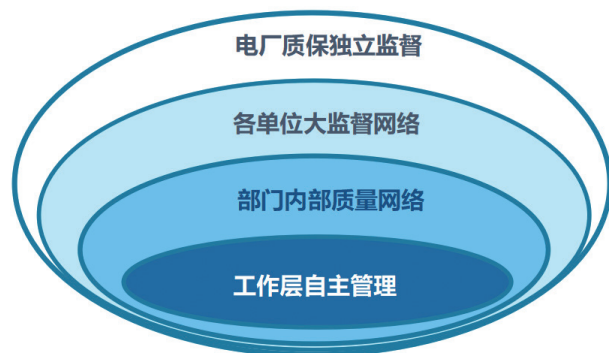 电厂质保独立监督
各单位大监督网络
部门内部质量网络
工作层自主管理